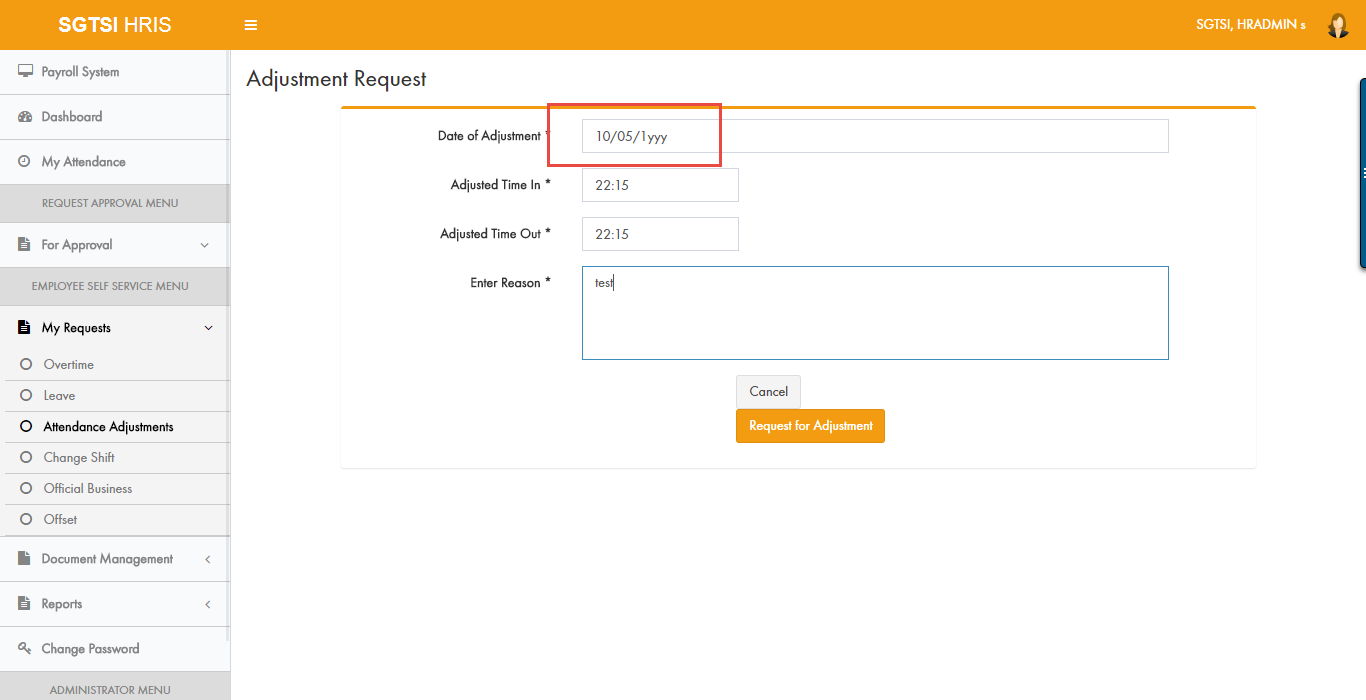 SGTSI HRIS
SGTSI, HRADMIN s
Payroll System
Dashboard
My Attendance
REQUEST APPROVAL MENU
For Approval
EMPLOYEE SELF SERVICE MENU
My Requests
Overtime
Leave
Attendance Adjustments
Change Shift
Official Business
Offset
Document Management
Reports
Change Password
ADMINISTRATOR MENU
Adjustment Request
Date of Adjustment * 10/05/1yyy
Adjusted Time In * 22:15
Adjusted Time Out * 22:15
Enter Reason * test
Cancel
Request for Adjustment